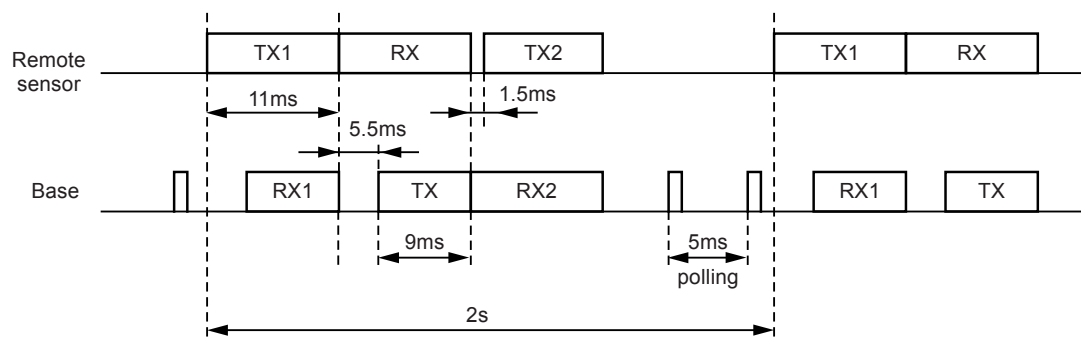 TX1 RX TX2 TX1 RX
Remote
sensor
11ms 1.5ms
5.5ms
Base RX1 TX RX2 RX1 TX
9ms 5ms
polling
2s